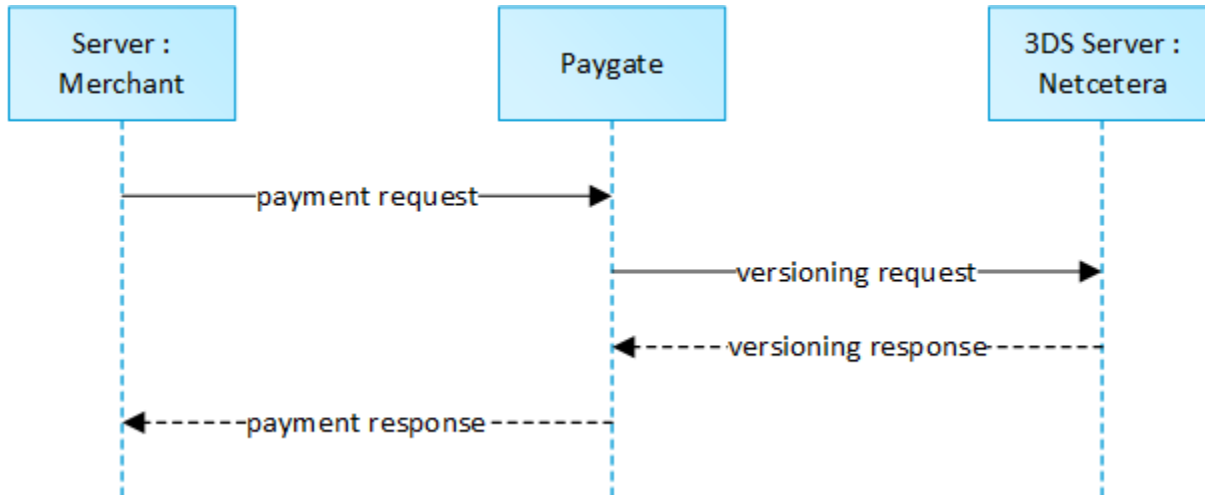 Server :
Merchant
Paygate
3DS Server :
Netcetera
payment request
versioning request
versioning response
payment response